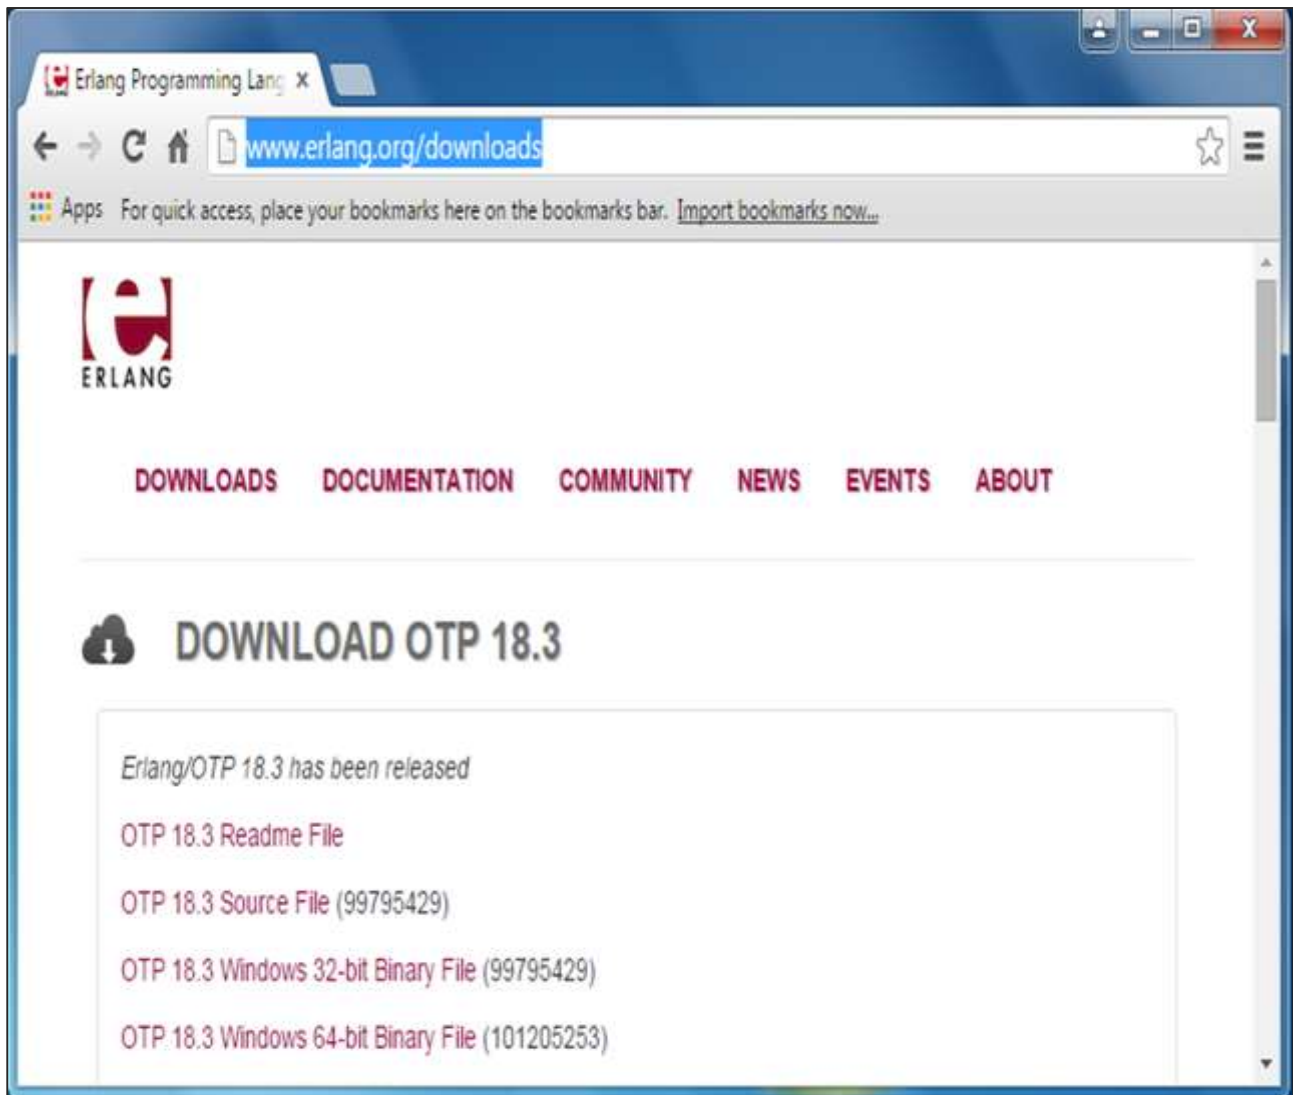 Erlang Programming Lang
www.erlang.org/downloads
Apps For quick access, place your bookmarks here on the bookmarks bar. Import bookmarks now...
e
ERLANG
DOWNLOADS DOCUMENTATION COMMUNITY NEWS EVENTS ABOUT
DOWNLOAD OTP 18.3
Erlang/OTP 18.3 has been released
OTP 18.3 Readme File
OTP 18.3 Source File (99795429)
OTP 18.3 Windows 32-bit Binary File (99795429)
OTP 18.3 Windows 64-bit Binary File (101205253)